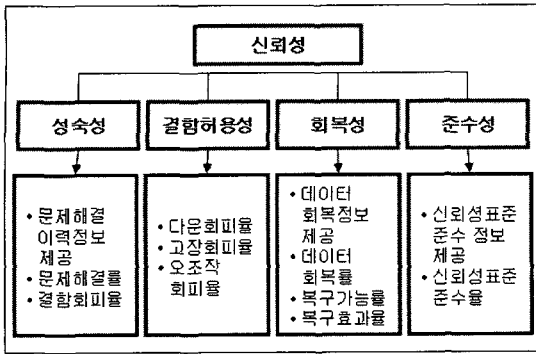 신뢰성
성숙성
결함허용성
회복성
준수성
• 문제해결
이력정보
제공
• 문제해결률
• 결함회피율
• 다운회피율
• 고장회피율
• 오조작
회피율
• 데이터
회복정보
제공
• 데이터
회복률
• 복구가능률
• 복구효과율
• 신뢰성표준
준수 정보
제공
• 신뢰성표준
준수율